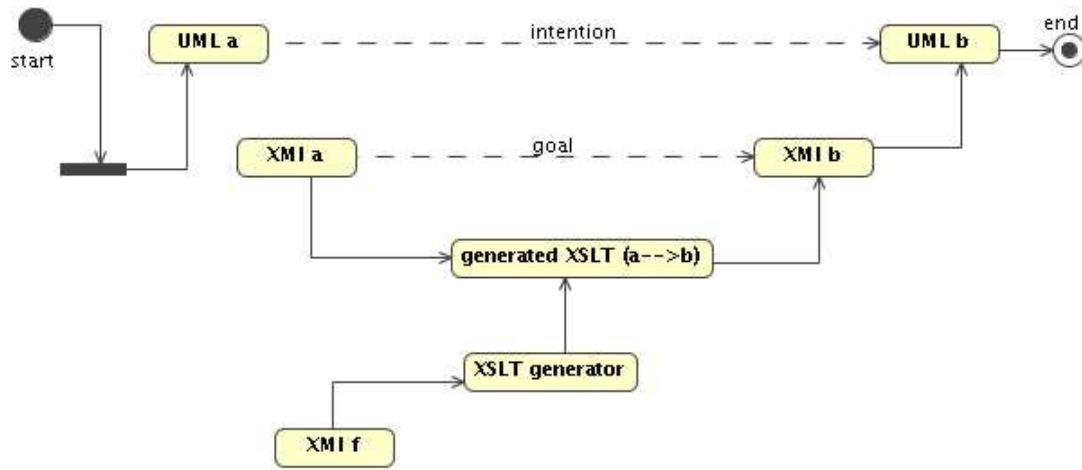 end
UML a
intention
UML b
start
XMI a
goal
XMI b
generated XSLT (a-->b)
XSLT generator
XMI f